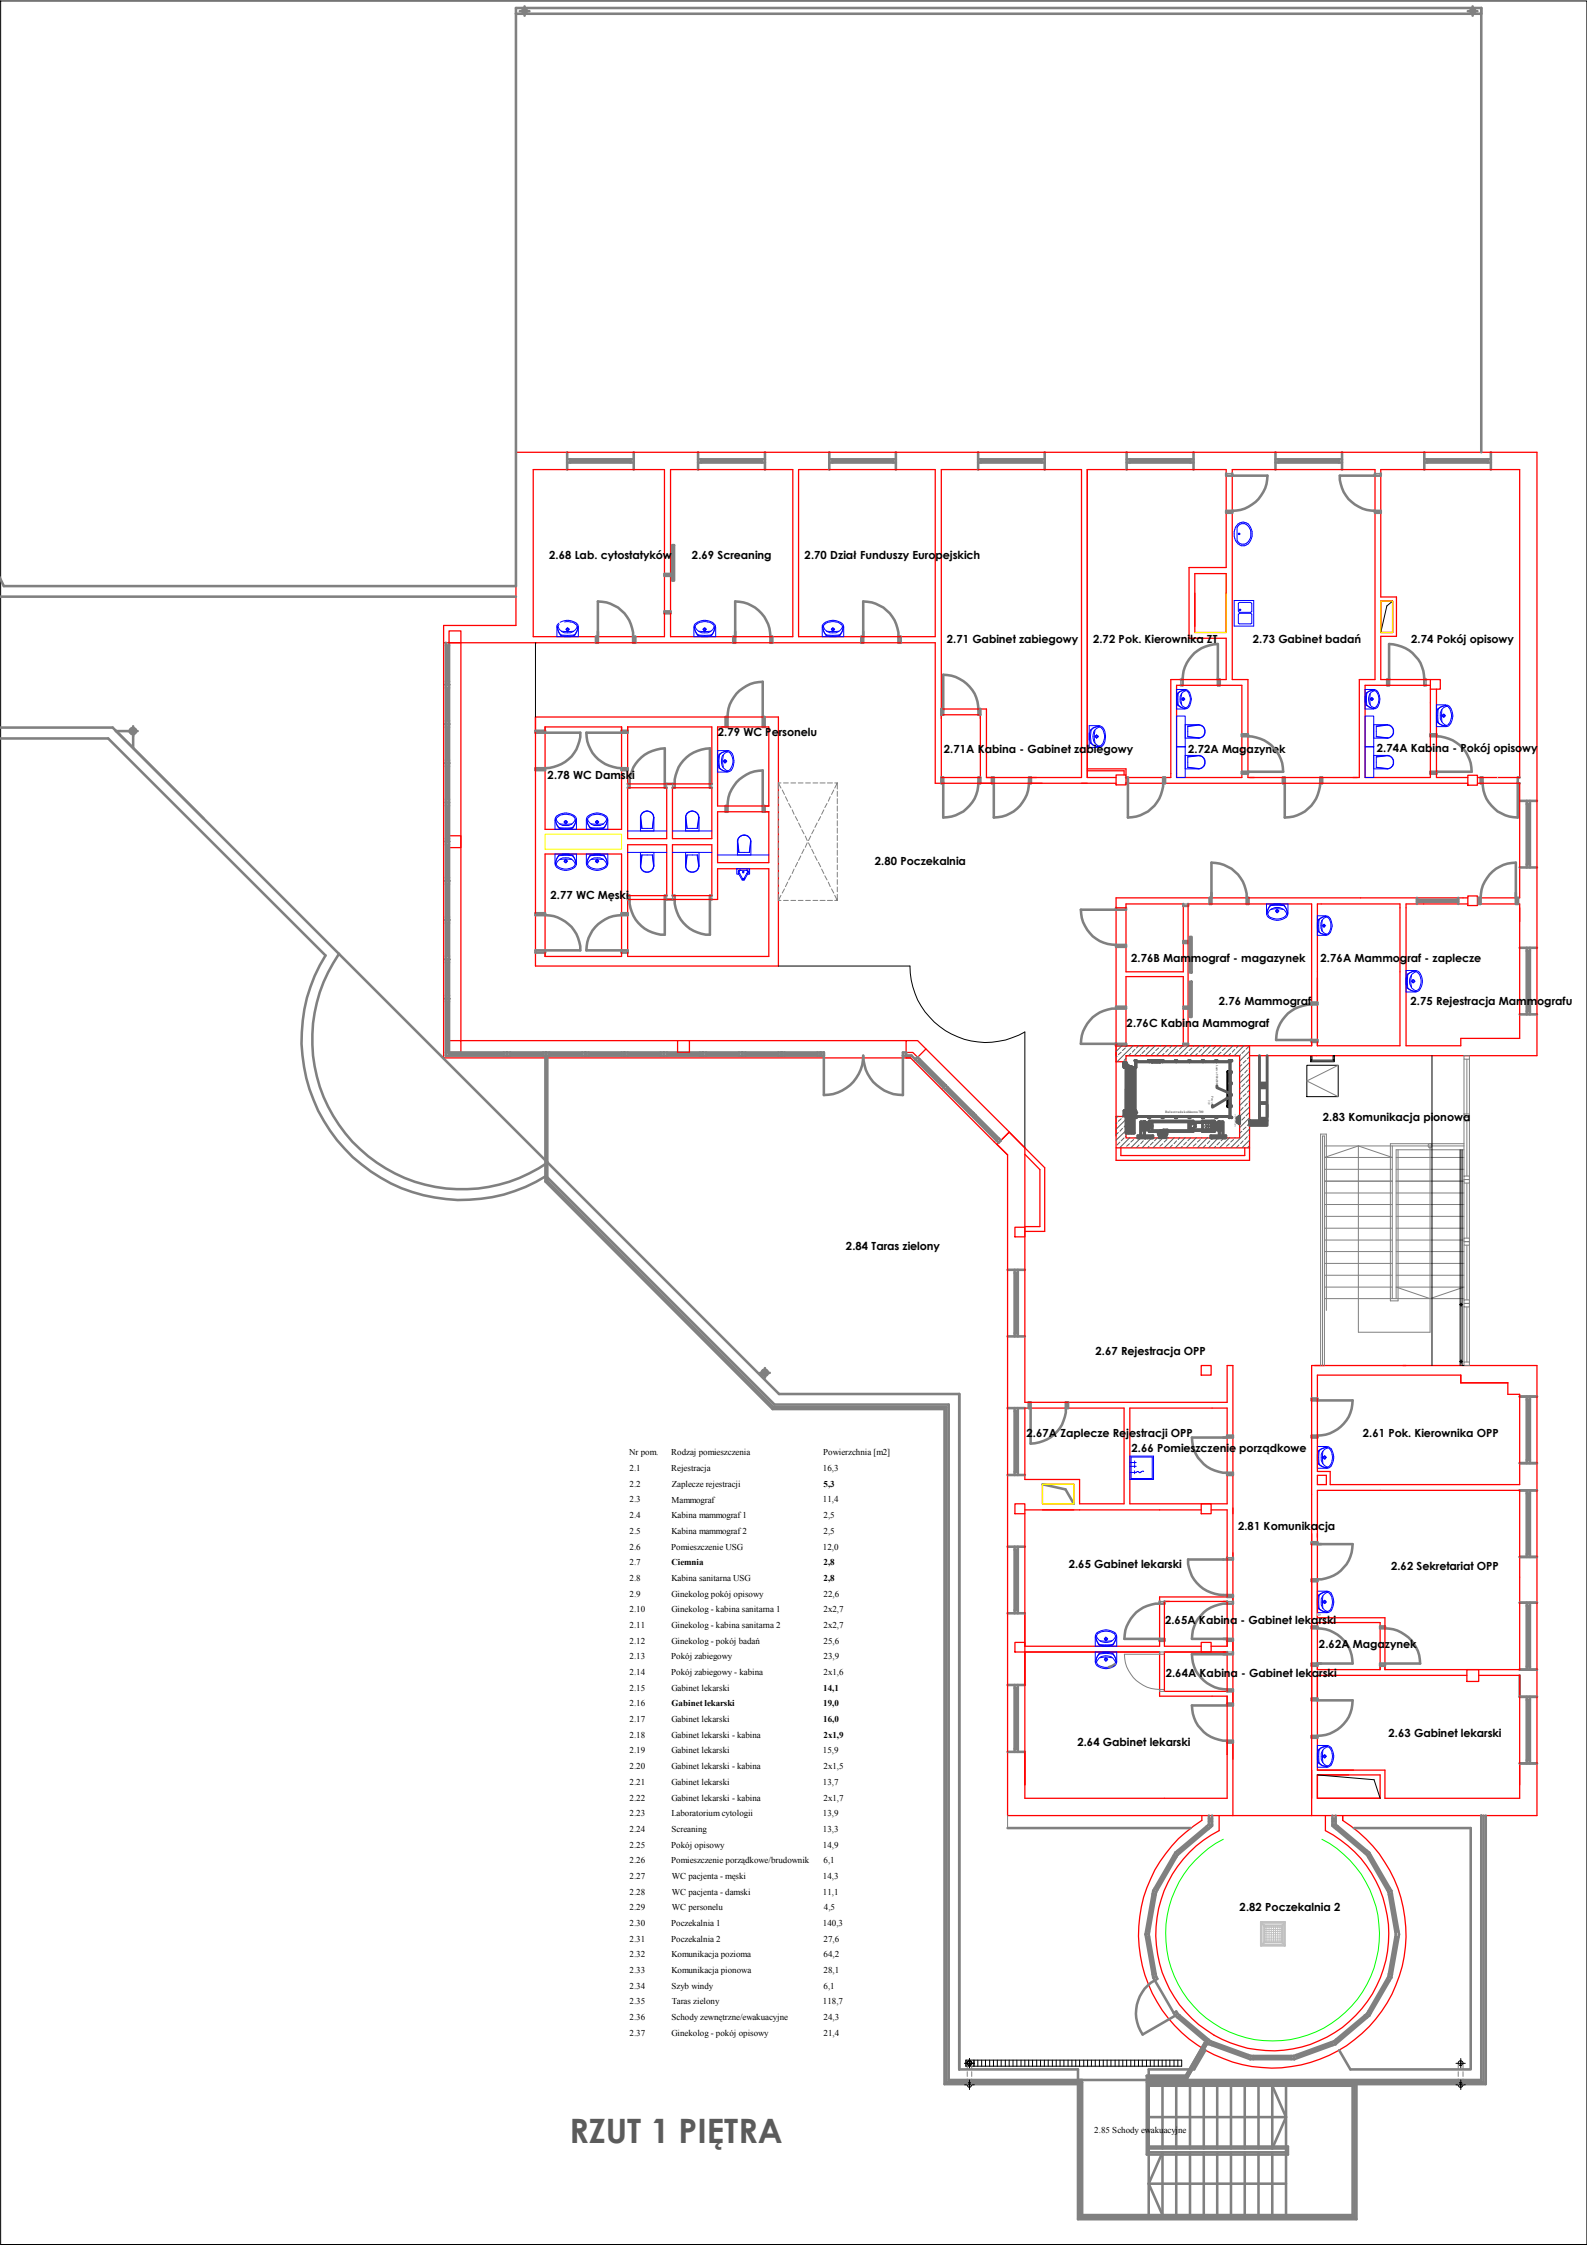 2.68 Lab. cytostatyków
2.69 Screaning
2.70 Dział Funduszy Europejskich
2.71 Gabinet zabiegowy
2.72 Pok. Kierownika ZT
2.73 Gabinet badań
2.74 Pokój opisowy
2.79 WC Personelu
2.71A Kabina - Gabinet zabiegowy
2.72A Magazynek
2.74A Kabina - Pokój opisowy
2.78 WC Damski
2.80 Poczekalnia
2.77 WC Męski
2.76B Mammograf - magazynek
2.76A Mammograf - zaplecze
2.76 Mammograf
2.75 Rejestracja Mammografu
2.76C Kabina Mammograf
2.83 Komunikacja pionowa
2.84 Taras zielony
2.67 Rejestracja OPP
2.67A Zaplecze Rejestracji OPP
2.66 Pomieszczenie porządkowe
2.61 Pok. Kierownika OPP
2.81 Komunikacja
2.65 Gabinet lekarski
2.62 Sekretariat OPP
2.65A Kabina - Gabinet lekarski
2.62A Magazynek
2.64A Kabina - Gabinet lekarski
2.63 Gabinet lekarski
2.64 Gabinet lekarski
2.82 Poczekalnia 2
2.85 Schody ewakuacyjne
Nr pom. Rodzaj pomieszczenia Powierzchnia [m2]
2.1 Rejestracja 16,3
2.2 Zaplecze rejestracji 5,3
2.3 Mammograf 11,4
2.4 Kabina mammograf 1 2,5
2.5 Kabina mammograf 2 2,5
2.6 Pomieszczenie USG 12,0
2.7 Ciemnia 2,8
2.8 Kabina sanitarna USG 2,8
2.9 Ginekolog pokój opisowy 22,6
2.10 Ginekolog - kabina sanitarna 1 2x2,7
2.11 Ginekolog - kabina sanitarna 2 2x2,7
2.12 Ginekolog - pokój badań 25,6
2.13 Pokój zabiegowy 23,9
2.14 Pokój zabiegowy - kabina 2x1,6
2.15 Gabinet lekarski 14,1
2.16 Gabinet lekarski 19,0
2.17 Gabinet lekarski 16,0
2.18 Gabinet lekarski - kabina 2x1,9
2.19 Gabinet lekarski 15,9
2.20 Gabinet lekarski - kabina 2x1,5
2.21 Gabinet lekarski 13,7
2.22 Gabinet lekarski - kabina 2x1,7
2.23 Laboratorium cytologii 13,9
2.24 Screaning 13,3
2.25 Pokój opisowy 14,9
2.26 Pomieszczenie porządkowe/brudownik 6,1
2.27 WC pacjenta - męski 14,3
2.28 WC pacjenta - damski 11,1
2.29 WC personelu 4,5
2.30 Poczekalnia 1 140,3
2.31 Poczekalnia 2 27,6
2.32 Komunikacja pozioma 64,2
2.33 Komunikacja pionowa 28,1
2.34 Szyb windy 6,1
2.35 Taras zielony 118,7
2.36 Schody zewnętrzne/ewakuacyjne 24,3
2.37 Ginekolog - pokój opisowy 21,4
RZUT 1 PIĘTRA